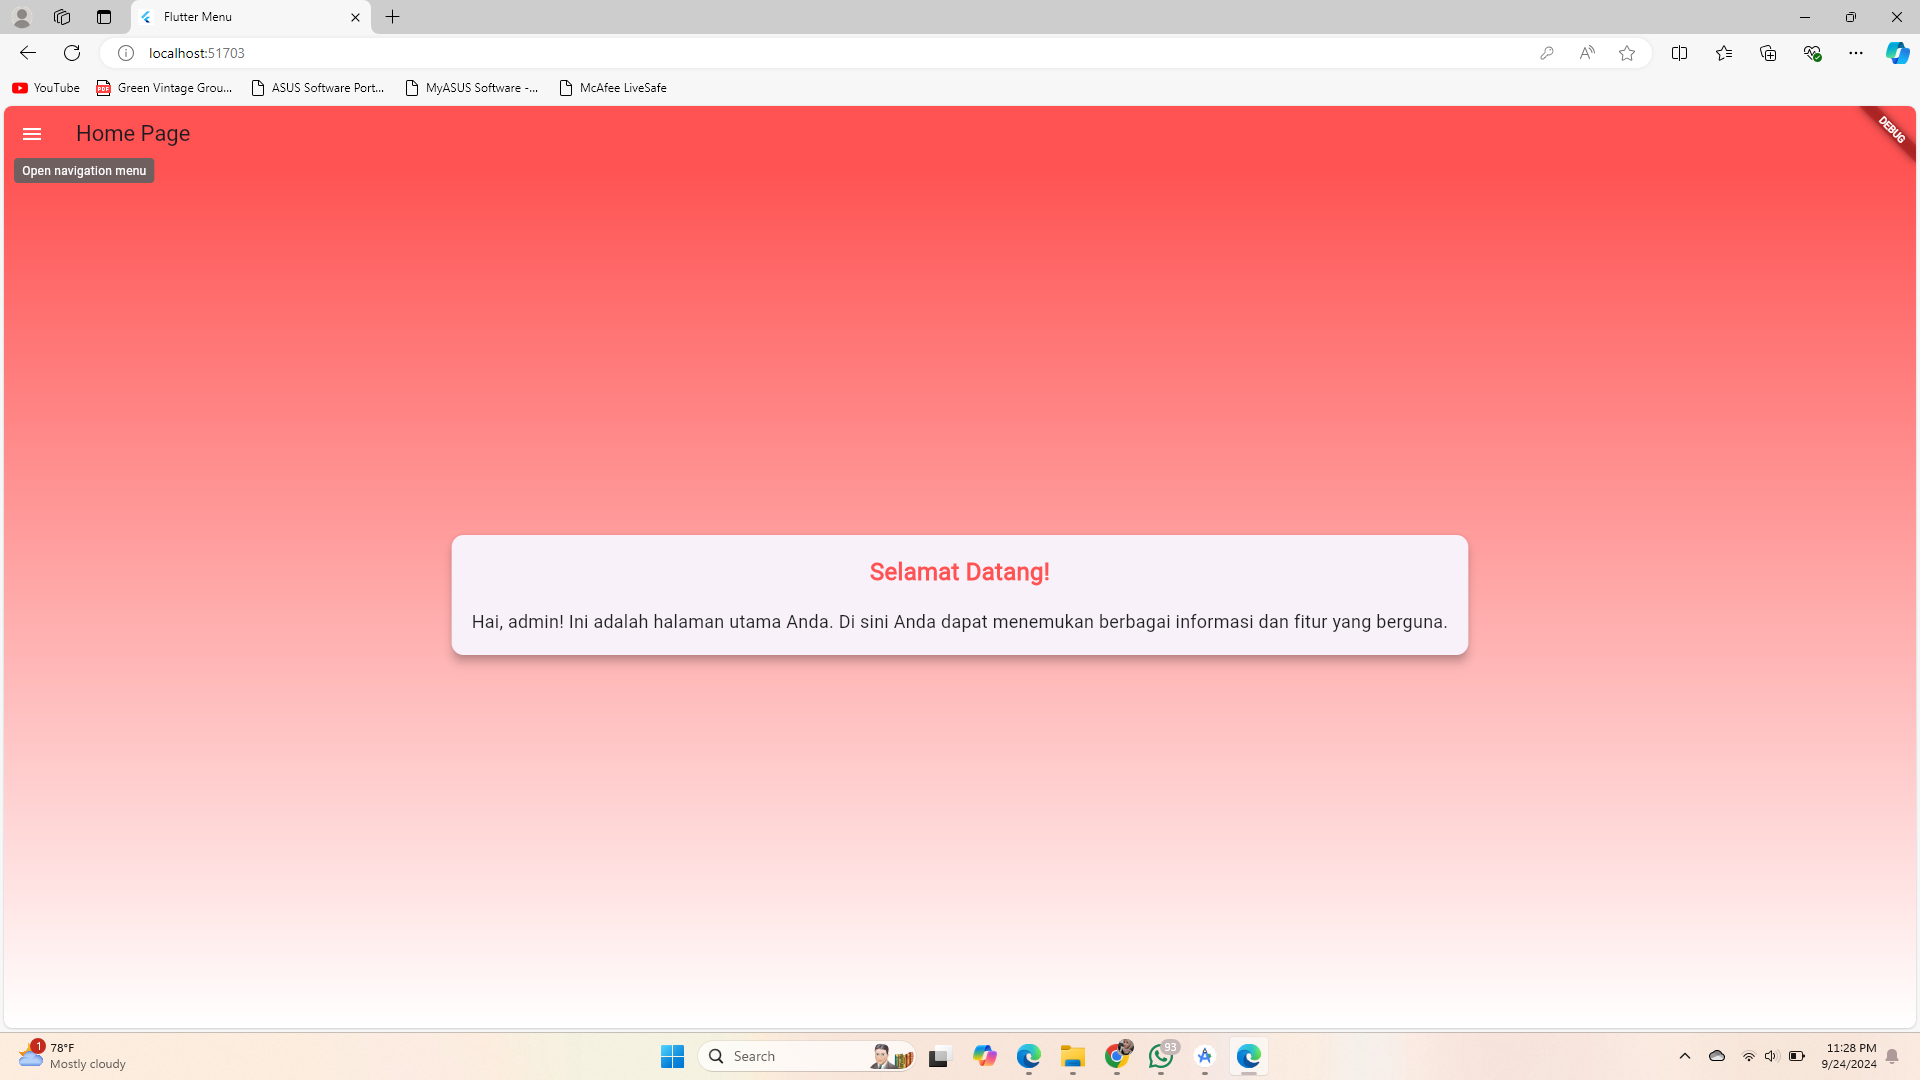 Flutter Menu
localhost:51703
YouTube
Green Vintage Grou...
ASUS Software Port...
MyASUS Software -...
McAfee LiveSafe
Home Page
DEBUG
Open navigation menu
Selamat Datang!
Hai, admin! Ini adalah halaman utama Anda. Di sini Anda dapat menemukan berbagai informasi dan fitur yang berguna.
1
78°F
Mostly cloudy
Search
93
11:28 PM
9/24/2024